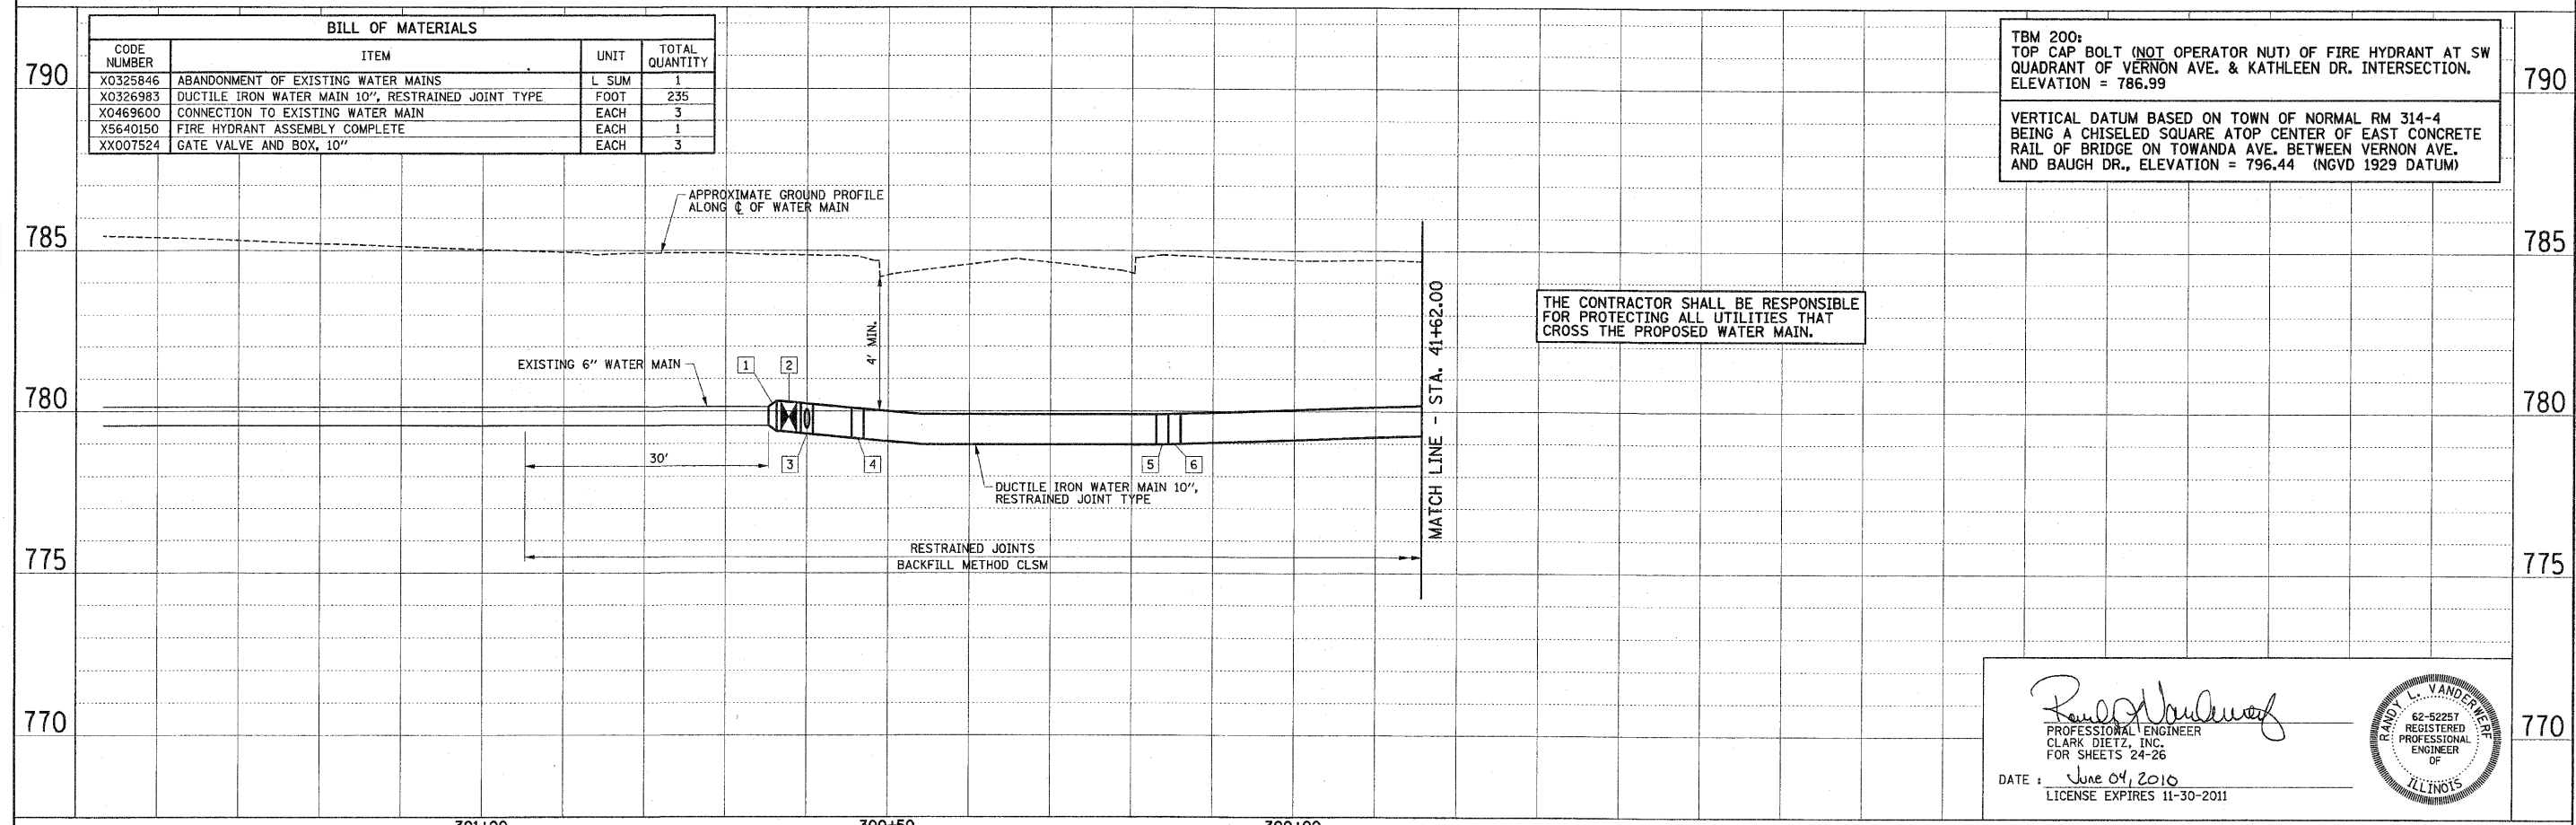 BILL OF MATERIALS
CODE NUMBER ITEM UNIT TOTAL QUANTITY
X0325846 ABANDONMENT OF EXISTING WATER MAINS L SUM 1
X0326983 DUCTILE IRON WATER MAIN 10", RESTRAINED JOINT TYPE FOOT 235
X0469600 CONNECTION TO EXISTING WATER MAIN EACH 3
X5640150 FIRE HYDRANT ASSEMBLY COMPLETE EACH 1
XX007524 GATE VALVE AND BOX, 10" EACH 3
TBM 200:
TOP CAP BOLT (NOT OPERATOR NUT) OF FIRE HYDRANT AT SW
QUADRANT OF VERNON AVE. & KATHLEEN DR. INTERSECTION.
ELEVATION = 786.99
VERTICAL DATUM BASED ON TOWN OF NORMAL RM 314-4
BEING A CHISELED SQUARE ATOP CENTER OF EAST CONCRETE
RAIL OF BRIDGE ON TOWANDA AVE. BETWEEN VERNON AVE.
AND BAUGH DR., ELEVATION = 796.44 (NGVD 1929 DATUM)
790
790
APPROXIMATE GROUND PROFILE
ALONG ℄ OF WATER MAIN
785
785
THE CONTRACTOR SHALL BE RESPONSIBLE
FOR PROTECTING ALL UTILITIES THAT
CROSS THE PROPOSED WATER MAIN.
4' MIN.
MATCH LINE - STA. 41+62.00
EXISTING 6" WATER MAIN
1
2
780
780
30'
3
4
5
6
DUCTILE IRON WATER MAIN 10",
RESTRAINED JOINT TYPE
RESTRAINED JOINTS
BACKFILL METHOD CLSM
775
775
770
770
PROFESSIONAL ENGINEER
CLARK DIETZ, INC.
FOR SHEETS 24-26
DATE : June 04, 2010
LICENSE EXPIRES 11-30-2011
RANDY L. VANDERWERF
62-52257
REGISTERED
PROFESSIONAL
ENGINEER
OF
ILLINOIS